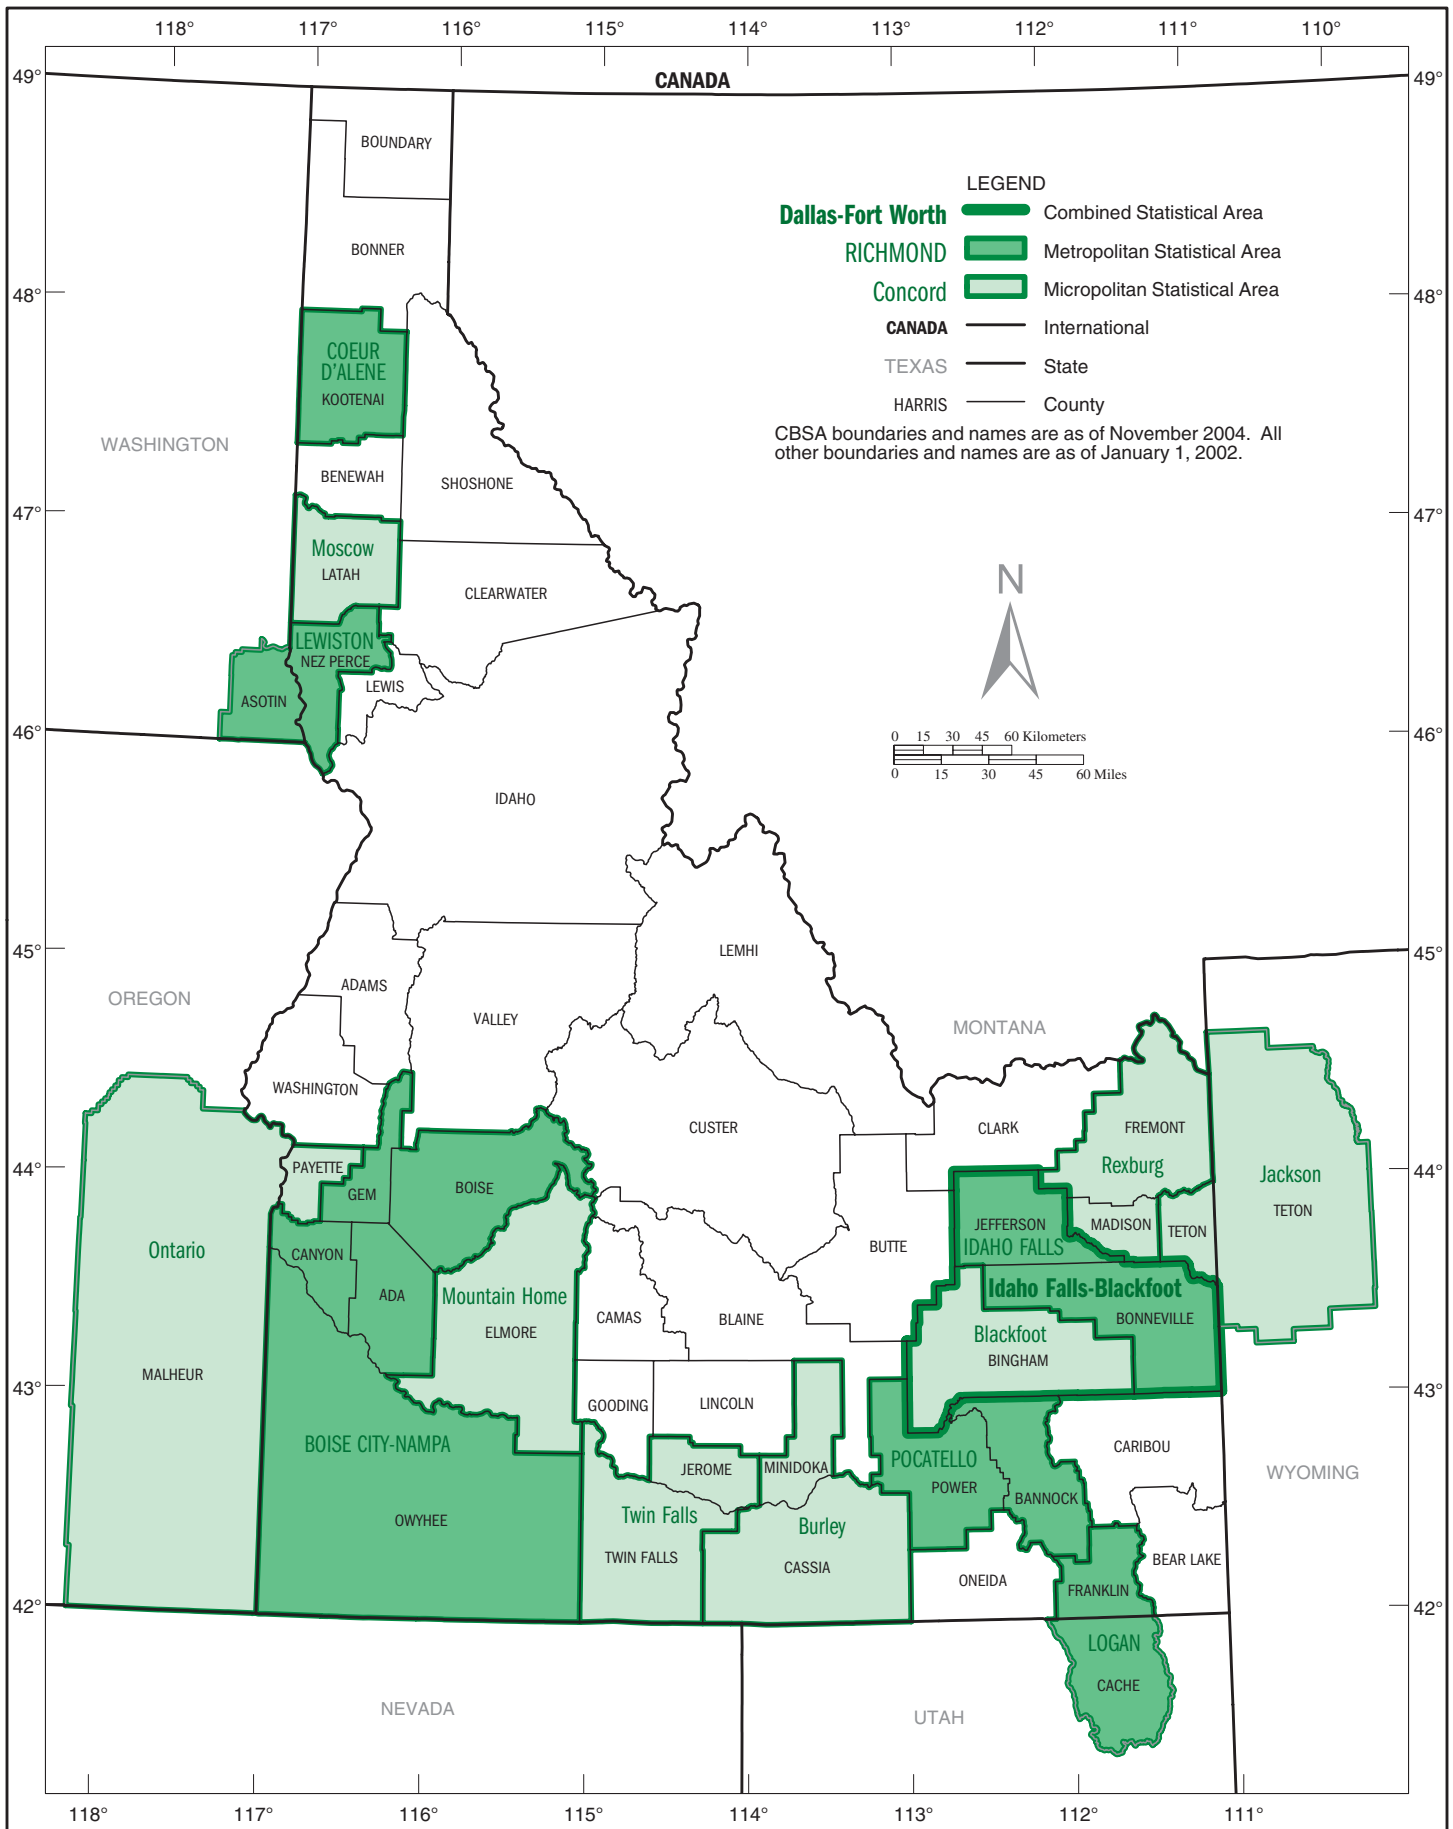 118° 117° 116° 115° 114° 113° 112° 111° 110°
49° CANADA 49°
BOUNDARY
LEGEND
Dallas-Fort Worth Combined Statistical Area
BONNER
RICHMOND Metropolitan Statistical Area
Concord Micropolitan Statistical Area
48° 48°
CANADA International
COEUR
D'ALENE
KOOTENAI
TEXAS State
HARRIS County
CBSA boundaries and names are as of November 2004. All
other boundaries and names are as of January 1, 2002.
WASHINGTON
BENEWAH
SHOSHONE
47° 47°
Moscow
LATAH
N
CLEARWATER
LEWISTON
NEZ PERCE
LEWIS
ASOTIN
46° 46°
0 15 30 45 60 Kilometers
0 15 30 45 60 Miles
IDAHO
45° 45°
LEMHI
ADAMS
OREGON
VALLEY
MONTANA
WASHINGTON
CUSTER
CLARK
FREMONT
44° 44°
PAYETTE
Rexburg
Jackson
GEM
BOISE
TETON
JEFFERSON
MADISON
TETON
Ontario
CANYON
BUTTE
IDAHO FALLS
ADA
Mountain Home
ELMORE
Idaho Falls-Blackfoot
CAMAS
BLAINE
BONNEVILLE
Blackfoot
BINGHAM
MALHEUR
43° 43°
GOODING
LINCOLN
BOISE CITY-NAMPA
CARIBOU
POCATELLO
POWER
JEROME
MINIDOKA
WYOMING
BANNOCK
Twin Falls
Burley
OWYHEE
TWIN FALLS
CASSIA
BEAR LAKE
ONEIDA
FRANKLIN
42° 42°
LOGAN
CACHE
NEVADA
UTAH
118° 117° 116° 115° 114° 113° 112° 111°